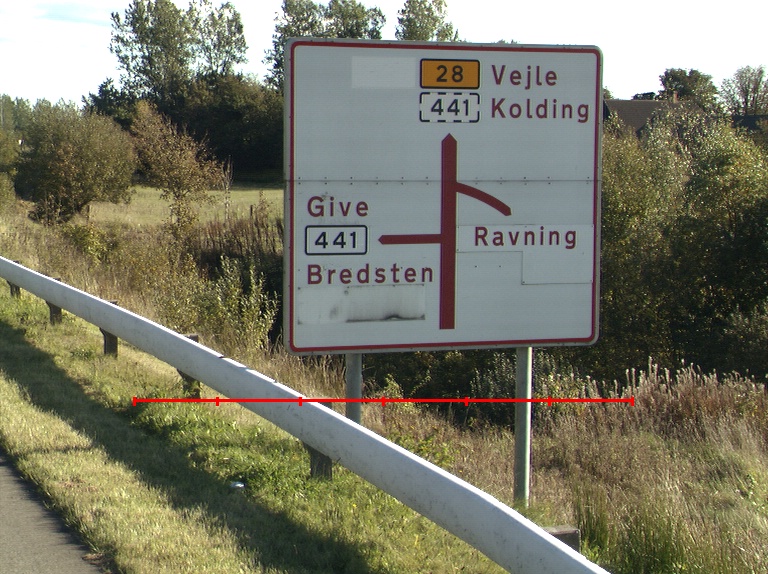 28 Vejle
441 Kolding
Give
441
Ravning
Bredsten